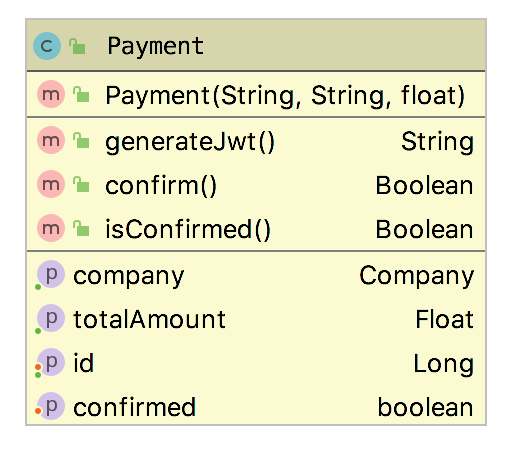 c Payment
m Payment(String, String, float)
m generateJwt() String
m confirm() Boolean
m isConfirmed() Boolean
p company Company
p totalAmount Float
p id Long
p confirmed boolean